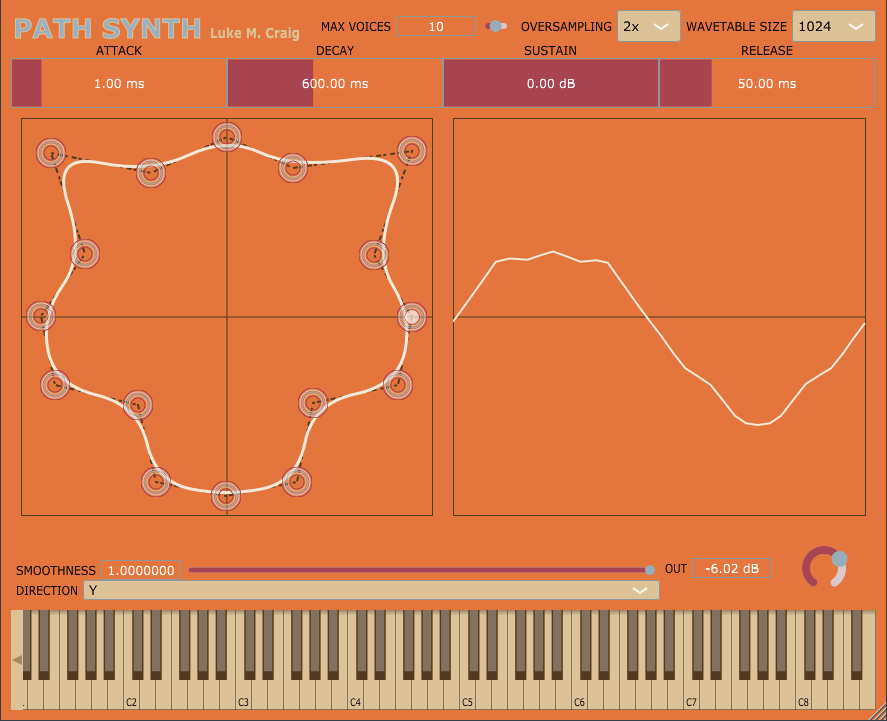 PATH SYNTH Luke M. Craig MAX VOICES 10 OVERSAMPLING 2x WAVETABLE SIZE 1024
ATTACK DECAY SUSTAIN RELEASE
1.00 ms 600.00 ms 0.00 dB 50.00 ms
SMOOTHNESS 1.0000000 OUT -6.02 dB
DIRECTION Y
C2 C3 C4 C5 C6 C7 C8